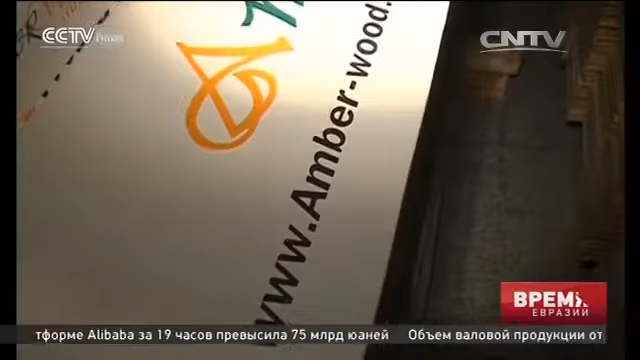 CCTV
CNTV
www.Amber-wood.
ВРЕМЯ
ЕВРАЗИИ
тформе Alibaba за 19 часов превысила 75 млрд юаней Объем валовой продукции от